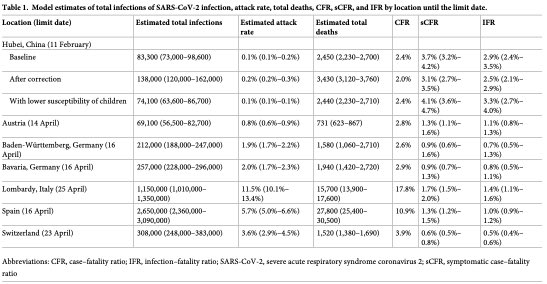 Table 1. Model estimates of total infections of SARS-CoV-2 infection, attack rate, total deaths, CFR, sCFR, and IFR by location until the limit date.
Location (limit date) Estimated total infections Estimated attack rate Estimated total deaths CFR sCFR IFR
Hubei, China (11 February)
Baseline 83,300 (73,000–98,600) 0.1% (0.1%–0.2%) 2,450 (2,230–2,700) 2.4% 3.7% (3.2%–4.2%) 2.9% (2.4%–3.5%)
After correction 138,000 (120,000–162,000) 0.2% (0.2%–0.3%) 3,430 (3,120–3,760) 2.0% 3.1% (2.7%–3.5%) 2.5% (2.1%–2.9%)
With lower susceptibility of children 74,100 (63,600–86,700) 0.1% (0.1%–0.1%) 2,440 (2,230–2,710) 2.4% 4.1% (3.6%–4.7%) 3.3% (2.7%–4.0%)
Austria (14 April) 69,100 (56,500–82,700) 0.8% (0.6%–0.9%) 731 (623–867) 2.8% 1.3% (1.1%–1.6%) 1.1% (0.8%–1.3%)
Baden-Württemberg, Germany (16 April) 212,000 (188,000–247,000) 1.9% (1.7%–2.2%) 1,580 (1,060–2,710) 2.6% 0.9% (0.6%–1.6%) 0.7% (0.5%–1.3%)
Bavaria, Germany (16 April) 257,000 (228,000–296,000) 2.0% (1.7%–2.3%) 1,940 (1,420–2,720) 2.9% 0.9% (0.7%–1.3%) 0.8% (0.5%–1.1%)
Lombardy, Italy (25 April) 1,150,000 (1,010,000–1,350,000) 11.5% (10.1%–13.4%) 15,700 (13,900–17,600) 17.8% 1.7% (1.5%–2.0%) 1.4% (1.1%–1.6%)
Spain (16 April) 2,650,000 (2,360,000–3,090,000) 5.7% (5.0%–6.6%) 27,800 (25,400–30,500) 10.9% 1.3% (1.2%–1.5%) 1.0% (0.9%–1.2%)
Switzerland (23 April) 308,000 (248,000–383,000) 3.6% (2.9%–4.5%) 1,520 (1,380–1,690) 3.9% 0.6% (0.5%–0.8%) 0.5% (0.4%–0.6%)
Abbreviations: CFR, case–fatality ratio; IFR, infection–fatality ratio; SARS-CoV-2, severe acute respiratory syndrome coronavirus 2; sCFR, symptomatic case–fatality
ratio